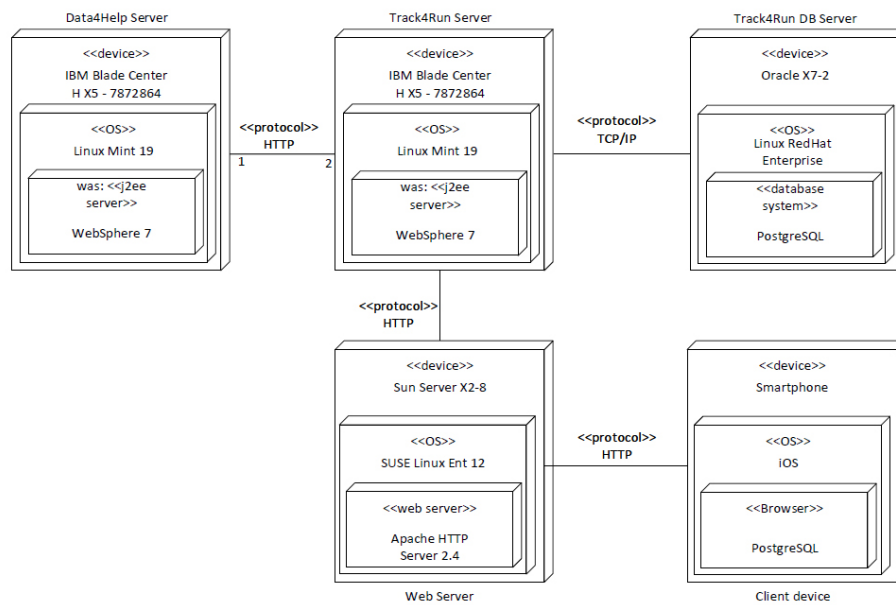 Data4Help Server
<<device>>
IBM Blade Center
H X5 - 7872864
<<OS>>
Linux Mint 19
was: <<j2ee
server>>
WebSphere 7
<<protocol>>
HTTP
1
2
Track4Run Server
<<device>>
IBM Blade Center
H X5 - 7872864
<<OS>>
Linux Mint 19
was: <<j2ee
server>>
WebSphere 7
<<protocol>>
TCP/IP
Track4Run DB Server
<<device>>
Oracle X7-2
<<OS>>
Linux RedHat
Enterprise
<<database
system>>
PostgreSQL
<<protocol>>
HTTP
<<device>>
Sun Server X2-8
<<OS>>
SUSE Linux Ent 12
<<web server>>
Apache HTTP
Server 2.4
Web Server
<<protocol>>
HTTP
<<device>>
Smartphone
<<OS>>
iOS
<<Browser>>
PostgreSQL
Client device